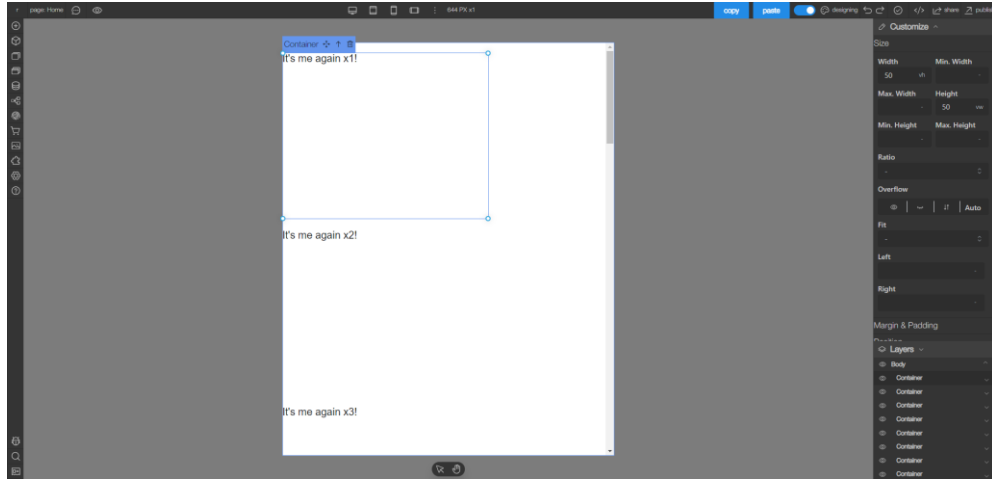 page: Home
644 PX x1
copy
paste
designing
share
publis
Container
It's me again x1!
It's me again x2!
It's me again x3!
Customize
Size
Width
Min. Width
50 vh
-
Max. Width
Height
-
50 vw
Min. Height
Max. Height
-
-
Ratio
-
Overflow
Auto
Fit
-
Left
-
Right
-
Margin & Padding
Position
Layers
Body
Container
Container
Container
Container
Container
Container
Container
Container